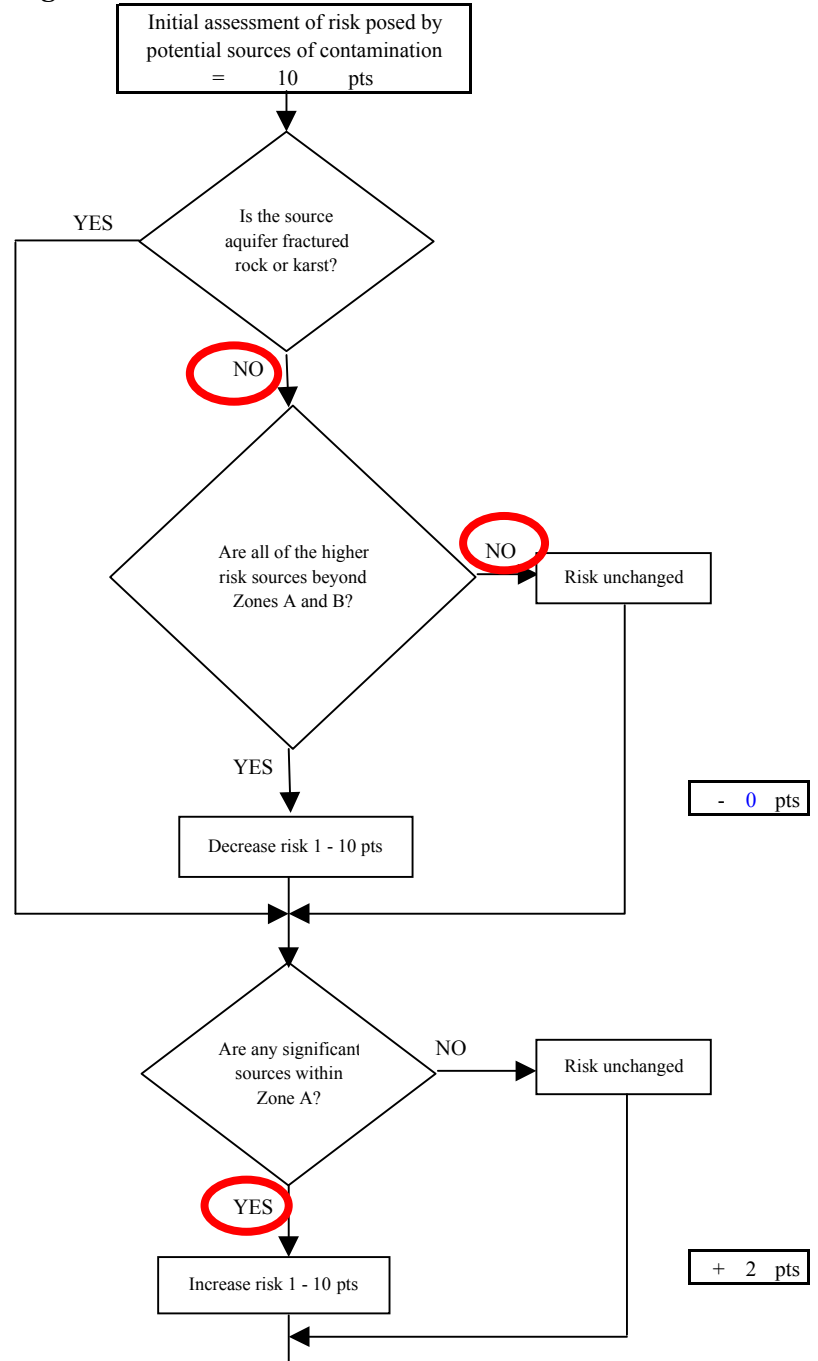 Initial assessment of risk posed by
potential sources of contamination
= 10 pts
YES
Is the source
aquifer fractured
rock or karst?
NO
Are all of the higher
risk sources beyond
Zones A and B?
NO
Risk unchanged
YES
- 0 pts
Decrease risk 1 - 10 pts
Are any significant
sources within
Zone A?
NO
Risk unchanged
YES
+ 2 pts
Increase risk 1 - 10 pts